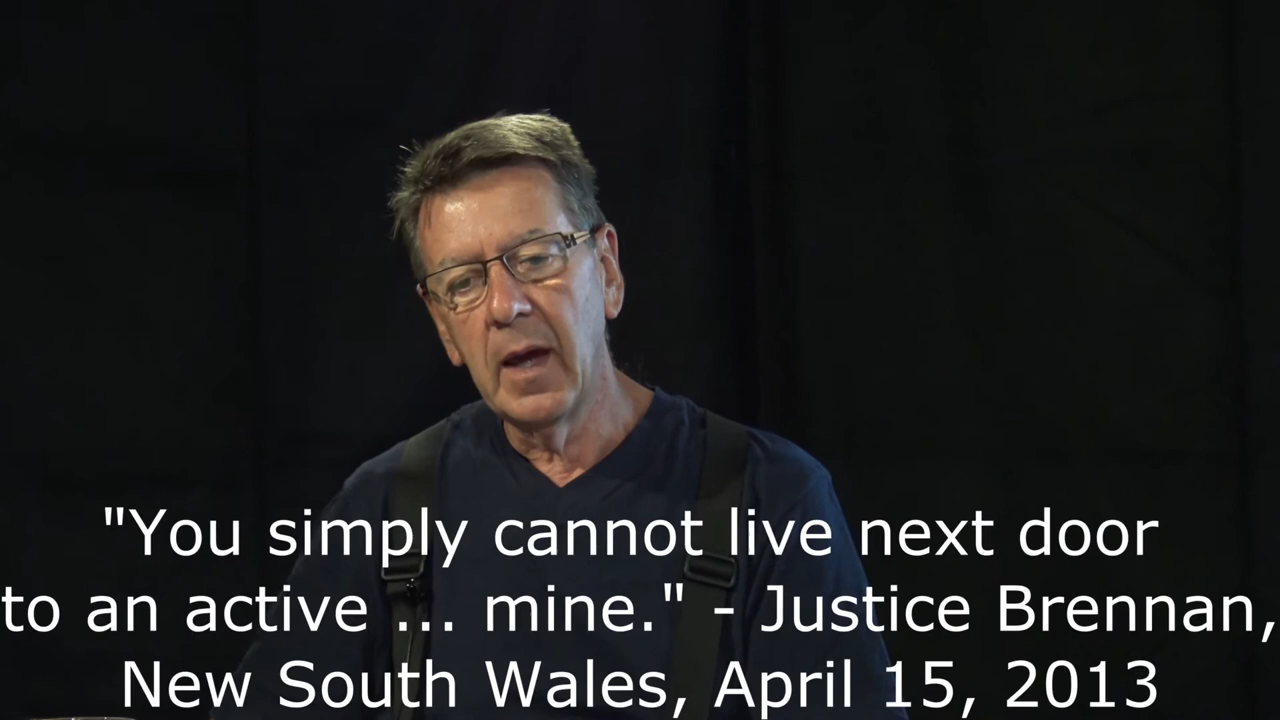 "You simply cannot live next door
to an active ... mine." - Justice Brennan,
New South Wales, April 15, 2013